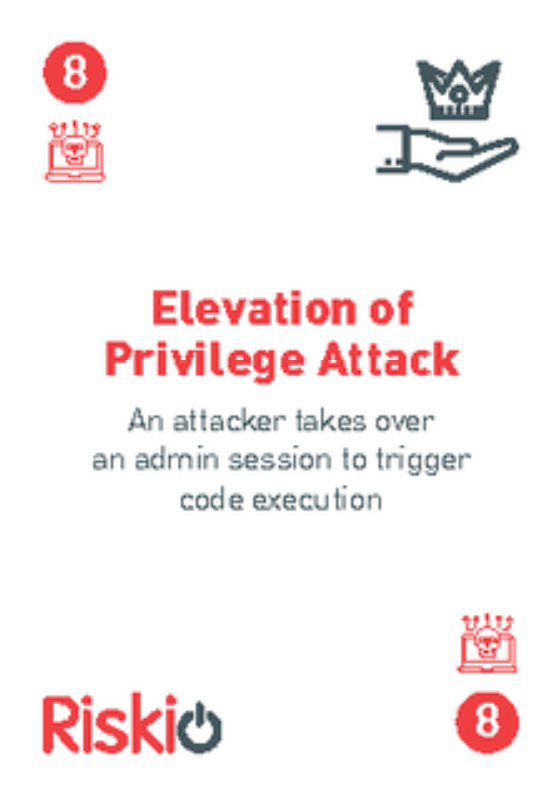 8
Elevation of
Privilege Attack
An attacker takes over
an admin session to trigger
code execution
Riskio
8